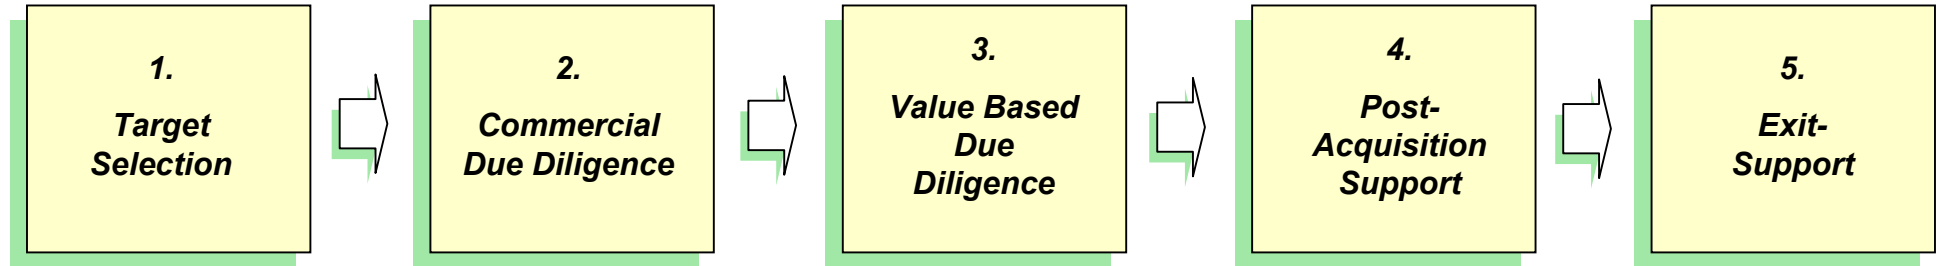 1.
Target
Selection
2.
Commercial
Due Diligence
3.
Value Based
Due
Diligence
4.
Post-
Acquisition
Support
5.
Exit-
Support